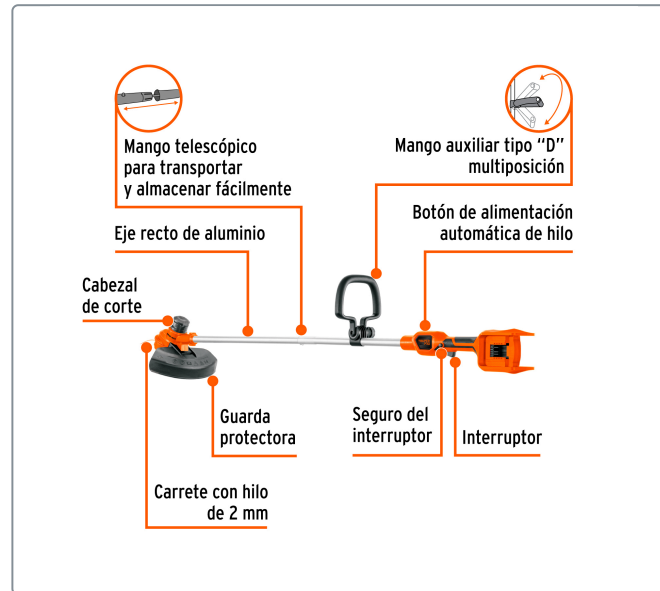 Mango telescópico
para transportar
y almacenar fácilmente
Mango auxiliar tipo “D”
multiposición
Eje recto de aluminio
Botón de alimentación
automática de hilo
Cabezal
de corte
Guarda
protectora
Seguro del
interruptor
Interruptor
Carrete con hilo
de 2 mm